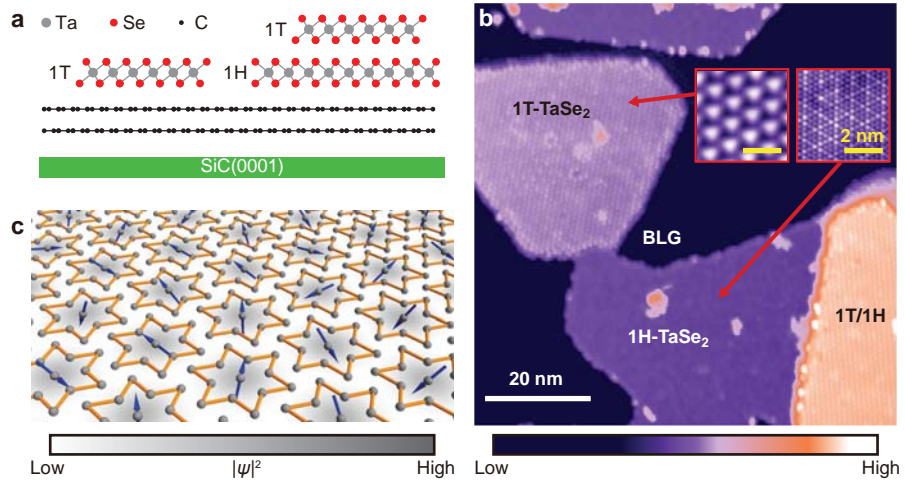 a
Ta
Se
C
1T
1T
1H
SiC(0001)
b
1T-TaSe₂
2 nm
BLG
1H-TaSe₂
1T/1H
20 nm
Low
High
c
Low
|ψ|²
High